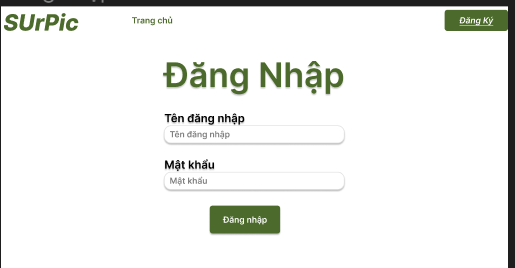 SUrPic
Trang chủ
Đăng Ký
Đăng Nhập
Tên đăng nhập
Tên đăng nhập
Mật khẩu
Mật khẩu
Đăng nhập